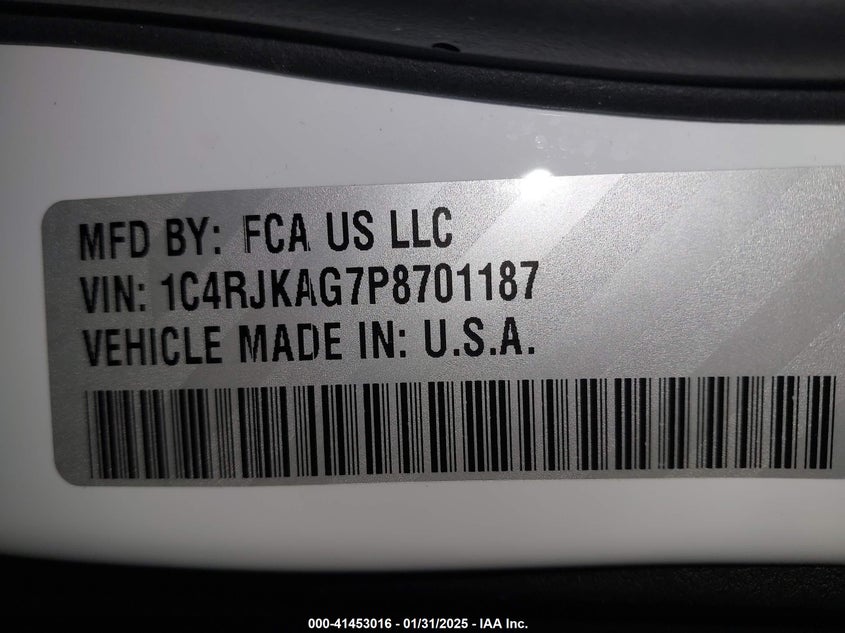 MFD BY: FCA US LLC
VIN: 1C4RJKAG7P8701187
VEHICLE MADE IN: U.S.A.
000-41453016 - 01/31/2025 - IAA Inc.